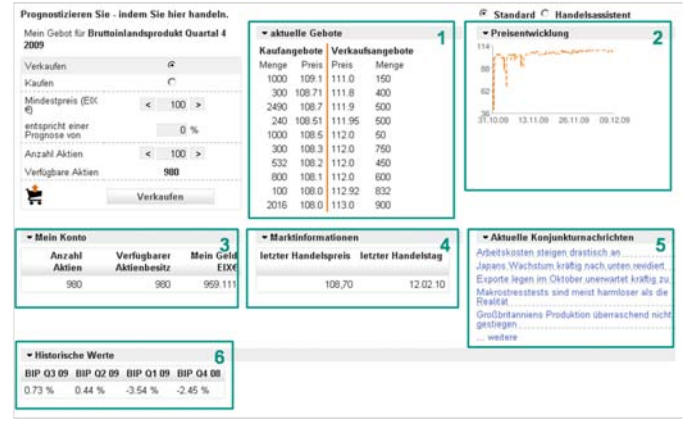 Prognostizieren Sie - indem Sie hier handeln.
Standard Handelsassistent
Mein Gebot für Bruttoinlandsprodukt Quartal 4
2009
Verkaufen
Kaufen
Mindestpreis (EIX
€)
< 100 >
entspricht einer
Prognose von
0 %
Anzahl Aktien < 100 >
Verfügbare Aktien 980
Verkaufen
aktuelle Gebote 1
Kaufangebote Verkaufsangebote
Menge Preis Preis Menge
1000 109.1 111.0 150
300 108.71 111.8 400
2490 108.7 111.9 500
240 108.51 111.95 500
1000 108.5 112.0 50
300 108.3 112.0 750
532 108.2 112.0 450
800 108.1 112.0 600
100 108.0 112.92 832
2016 108.0 113.0 900
Preisentwicklung 2
114
88
62
36
31.10.09 13.11.09 26.11.09 09.12.09
Mein Konto 3
Anzahl Verfügbarer Mein Geld
Aktien Aktienbesitz EIX€
980 980 959.111
Marktinformationen 4
letzter Handelspreis letzter Handelstag
108,70 12.02.10
Aktuelle Konjunkturnachrichten 5
Arbeitskosten steigen drastisch an
Japans Wachstum kräftig nach unten revidiert
Exporte legen im Oktober unerwartet kräftig zu
Makrostresstests sind meist harmloser als die
Realität
Großbritanniens Produktion überraschend nicht
gestiegen
... weitere
Historische Werte 6
BIP Q3 09 BIP Q2 09 BIP Q1 09 BIP Q4 08
0.73 % 0.44 % -3.54 % -2.45 %